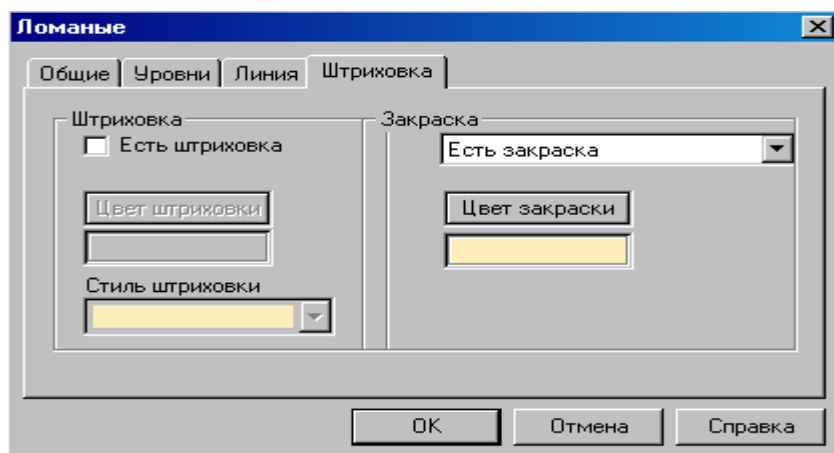 Ломаные
Общие Уровни Линия Штриховка
Штриховка Закраска
Есть штриховка Есть закраска
Цвет штриховки Цвет закраски
Стиль штриховки
OK Отмена Справка